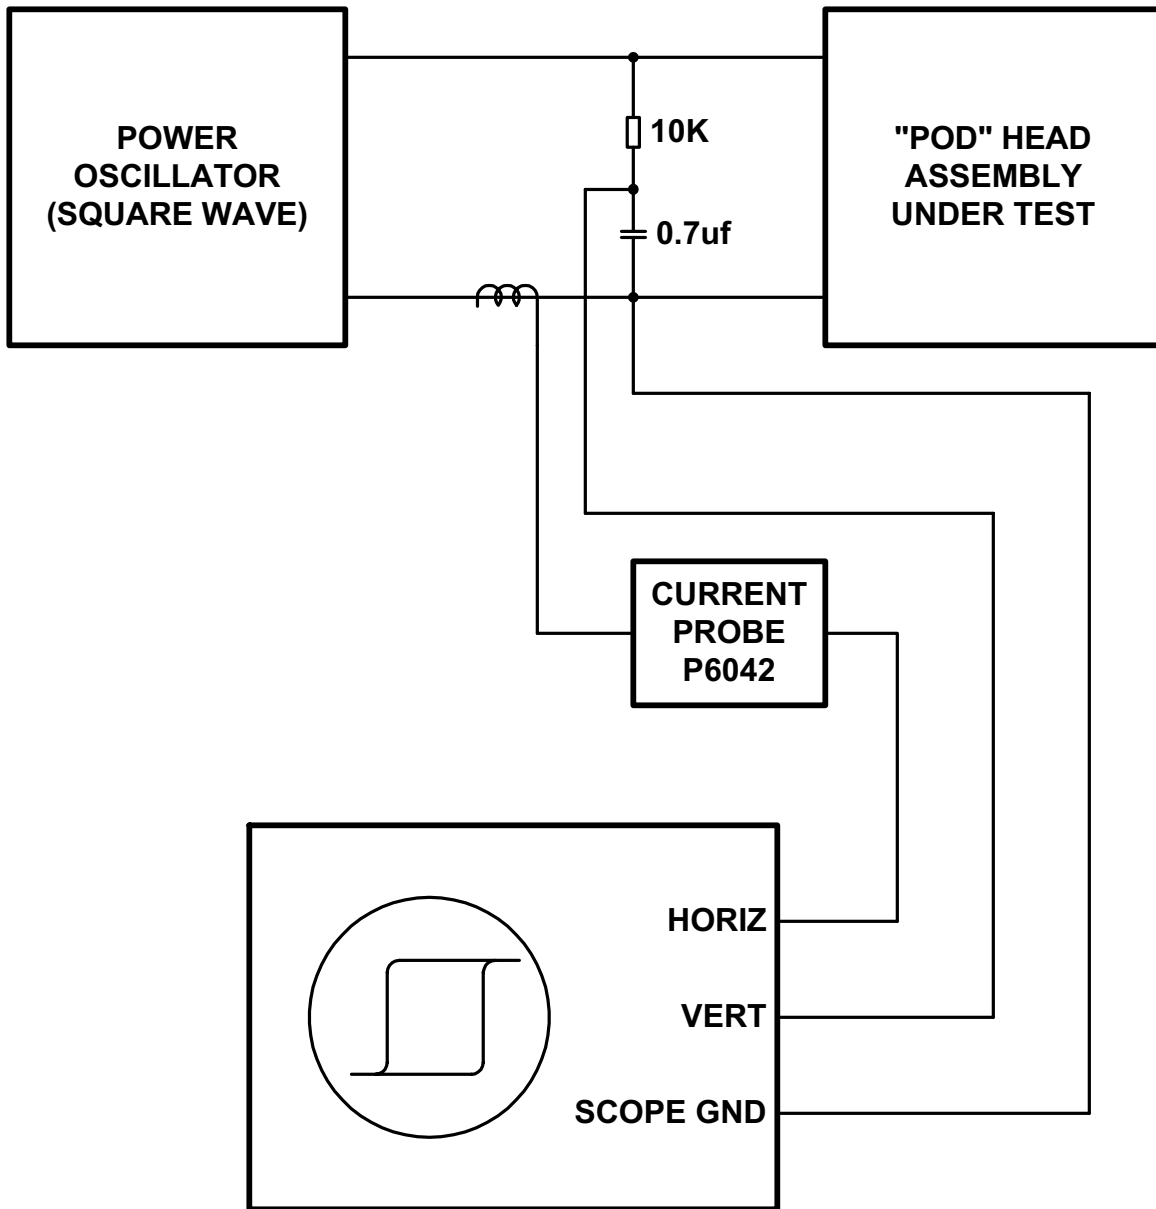 POWER
OSCILLATOR
(SQUARE WAVE)
10K
0.7uf
"POD" HEAD
ASSEMBLY
UNDER TEST
CURRENT
PROBE
P6042
HORIZ
VERT
SCOPE GND